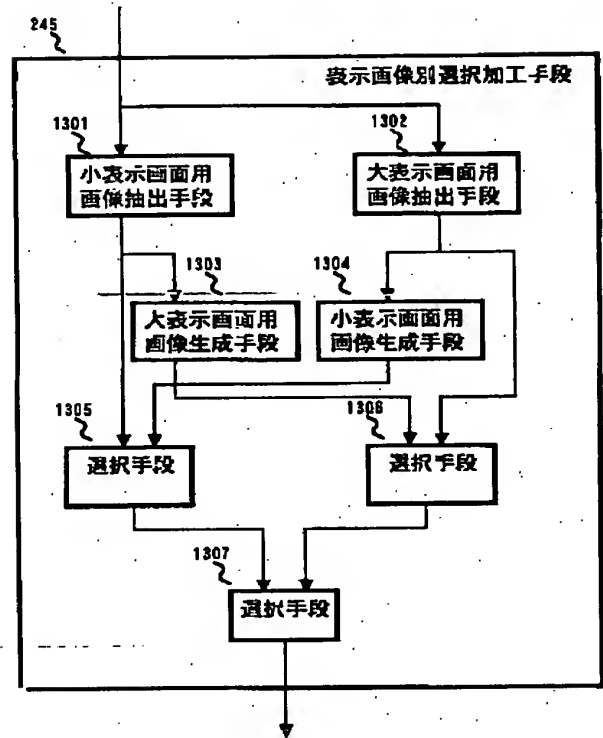 245
表示画像別選択加工手段
1301
小表示画面用
画像抽出手段
1302
大表示画面用
画像抽出手段
1303
大表示画面用
画像生成手段
1304
小表示画面用
画像生成手段
1305
選択手段
1306
選択手段
1307
選択手段